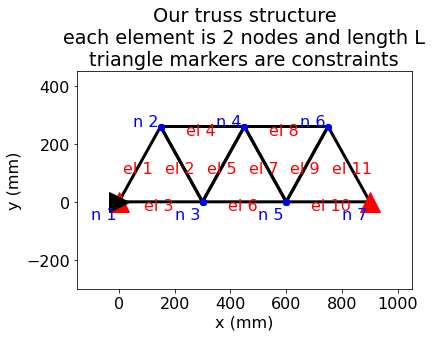 Our truss structure
each element is 2 nodes and length L
triangle markers are constraints
400
n 2 n 4 n 6
el 4 el 8
200
el 1 el 2 el 5 el 7 el 9 el 11
y (mm)
0
el 3 el 6 el 10
n 1 n 3 n 5 n 7
−200
0 200 400 600 800 1000
x (mm)